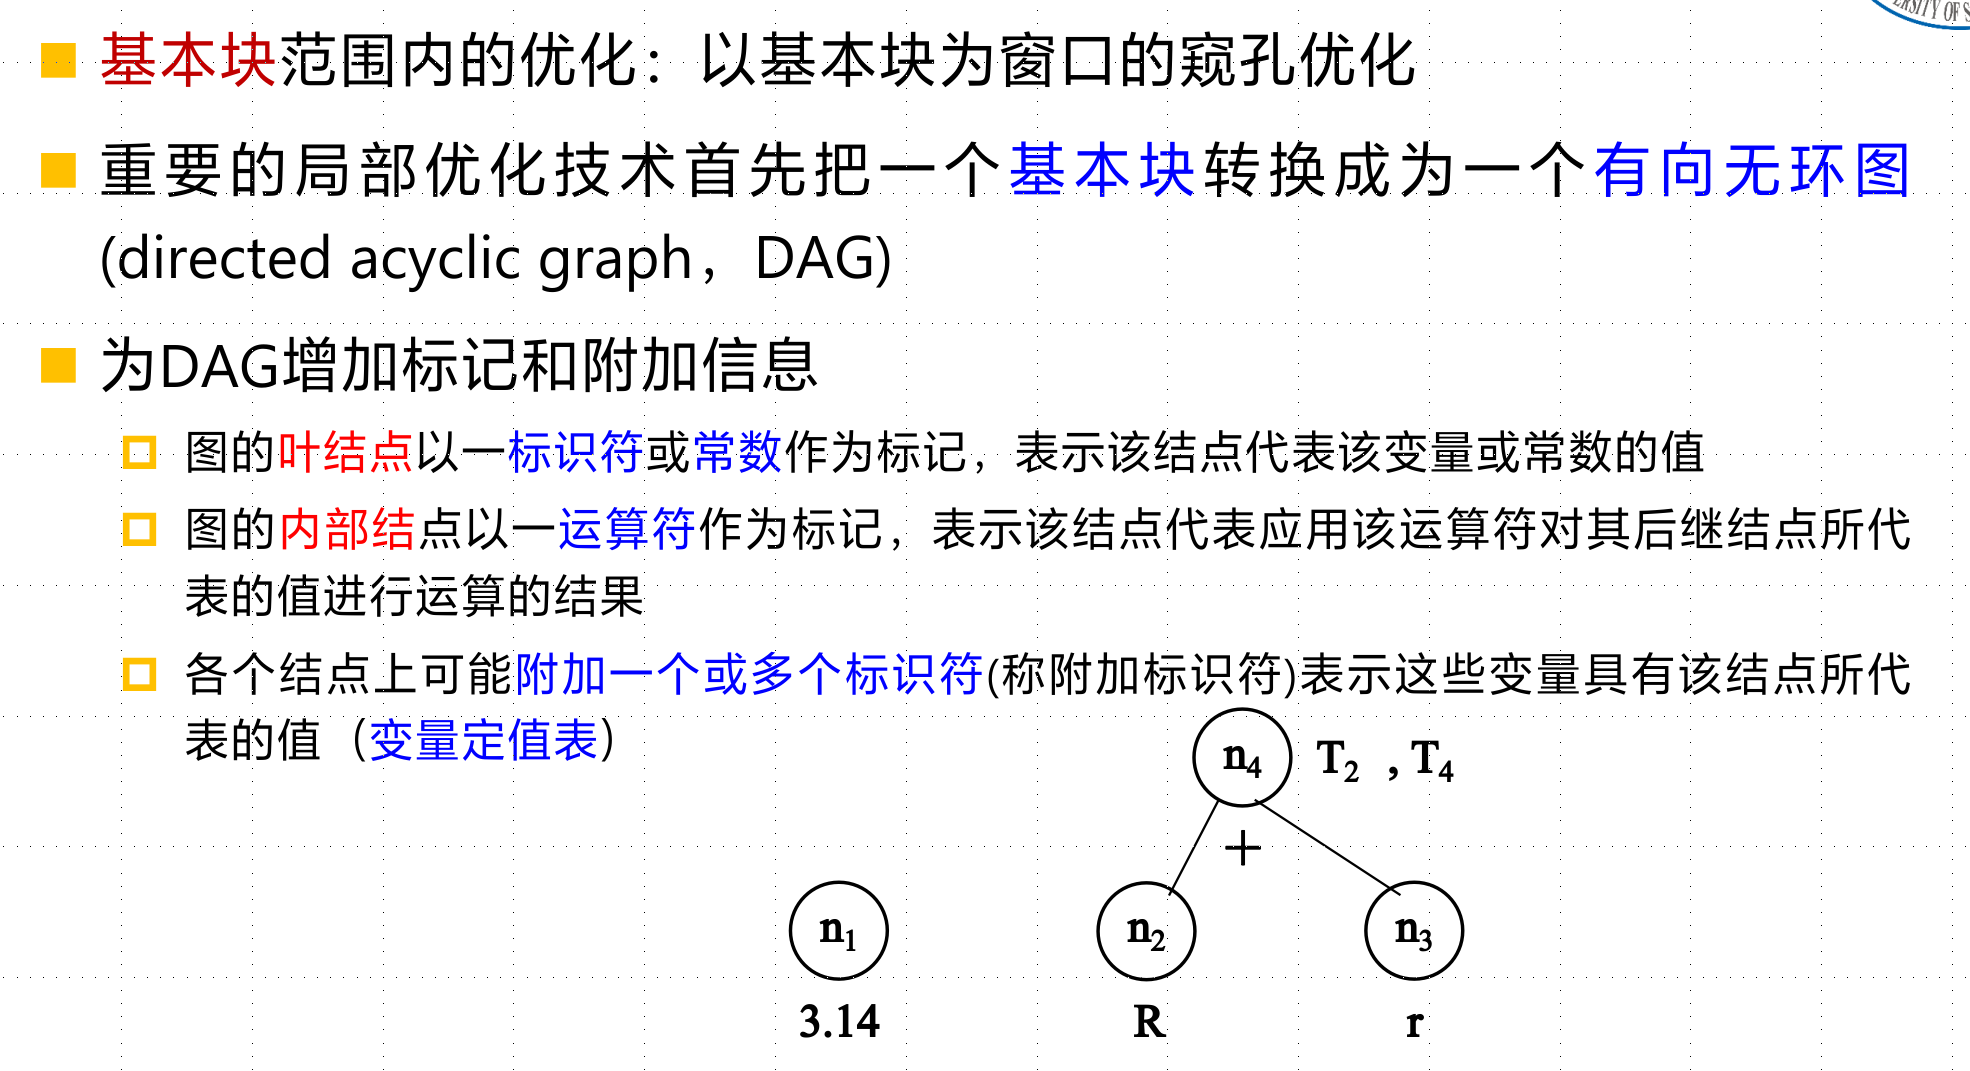 基本块范围内的优化：以基本块为窗口的窥孔优化
重要的局部优化技术首先把一个基本块转换成为一个有向无环图
(directed acyclic graph，DAG)
为DAG增加标记和附加信息
图的叶结点以一标识符或常数作为标记，表示该结点代表该变量或常数的值
图的内部结点以一运算符作为标记，表示该结点代表应用该运算符对其后继结点所代
表的值进行运算的结果
各个结点上可能附加一个或多个标识符(称附加标识符)表示这些变量具有该结点所代
表的值（变量定值表）
n₄ T₂ , T₄
+
n₁ n₂ n₃
3.14 R r